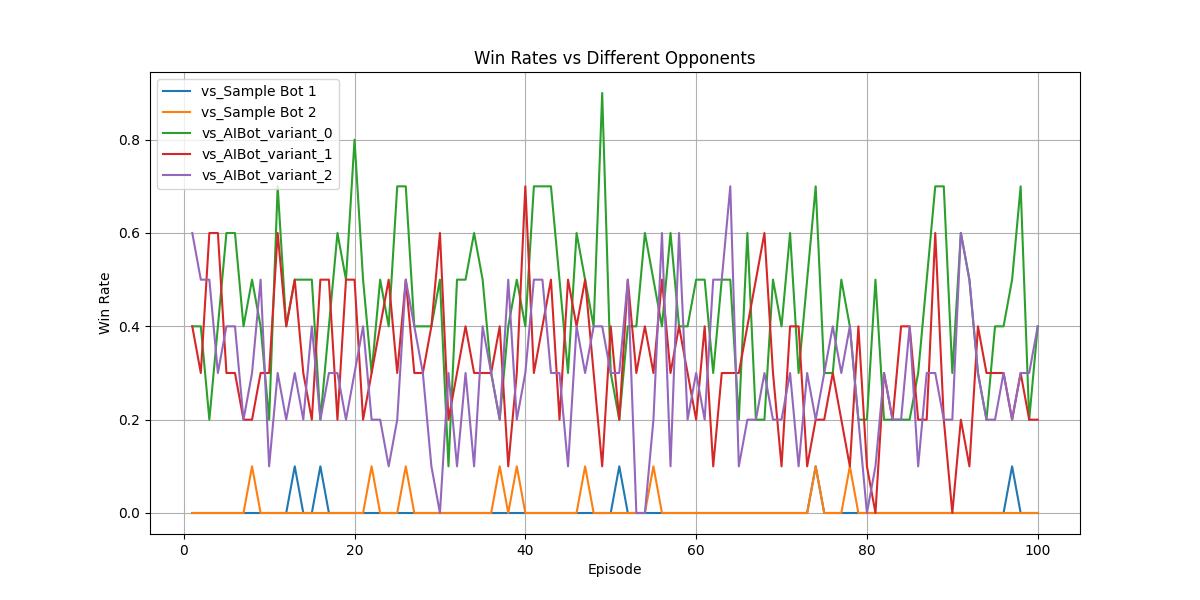 Win Rates vs Different Opponents
vs_Sample Bot 1
vs_Sample Bot 2
vs_AIBot_variant_0
vs_AIBot_variant_1
vs_AIBot_variant_2
0.8
0.6
0.4
0.2
0.0
Win Rate
0 20 40 60 80 100
Episode